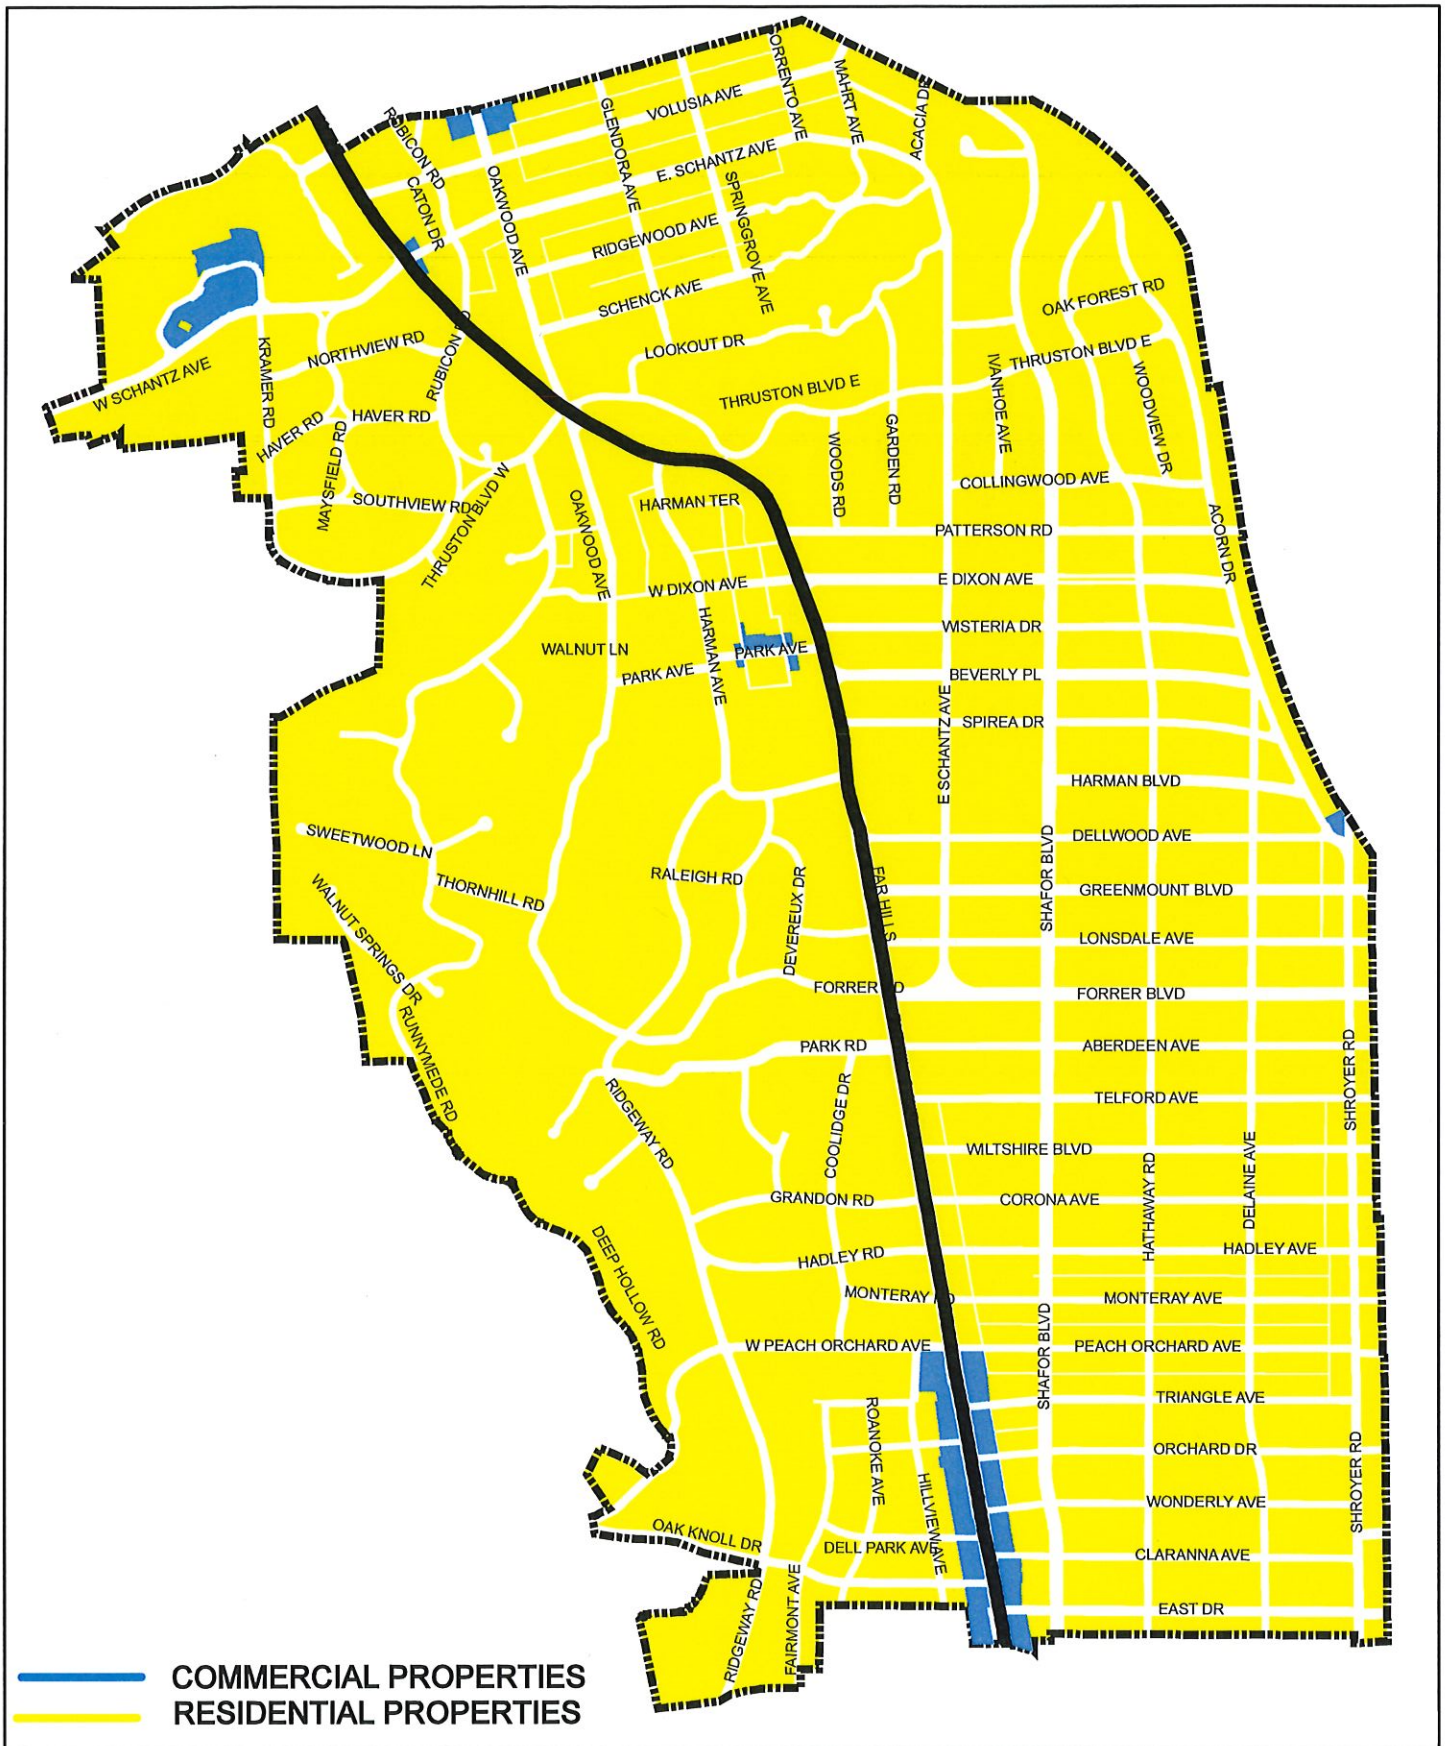 RUBICON RD
CATON DR
OAKWOOD AVE
GLENDORA AVE
VOLUSIA AVE
ORRENTO AVE
MAHRT AVE
ACACIA DR
E. SCHANTZ AVE
SPRINGGROVE AVE
RIDGEWOOD AVE
SCHENCK AVE
LOOKOUT DR
OAK FOREST RD
THRUSTON BLVD E
THRUSTON BLVD E
IVANHOE AVE
WOODVIEW DR
W SCHANTZ AVE
KRAMER RD
NORTHVIEW RD
RUBICON RD
HAVER RD
HAVER RD
MAYSFIELD RD
SOUTHVIEW RD
THRUSTON BLVD W
OAKWOOD AVE
HARMAN TER
WOODS RD
GARDEN RD
COLLINGWOOD AVE
PATTERSON RD
ACORN DR
W DIXON AVE
E DIXON AVE
WISTERIA DR
WALNUT LN
PARK AVE
HARMAN AVE
PARK AVE
BEVERLY PL
E SCHANTZ AVE
SPIREA DR
HARMAN BLVD
DELLWOOD AVE
SHAFOR BLVD
SWEETWOOD LN
THORNHILL RD
WALNUT SPRINGS DR
RALEIGH RD
DEVEREUX DR
FAR HILLS
GREENMOUNT BLVD
LONSDALE AVE
FORRER RD
FORRER BLVD
RUNNYMEDE RD
PARK RD
ABERDEEN AVE
SHROYER RD
RIDGEWAY RD
COOLIDGE DR
TELFORD AVE
WILTSHIRE BLVD
HATHAWAY RD
DELAINE AVE
GRANDON RD
CORONA AVE
DEEP HOLLOW RD
HADLEY RD
HADLEY AVE
MONTERAY RD
MONTERAY AVE
W PEACH ORCHARD AVE
SHAFOR BLVD
PEACH ORCHARD AVE
TRIANGLE AVE
ROANOKE AVE
ORCHARD DR
SHROYER RD
HILLVIEW AVE
WONDERLY AVE
OAK KNOLL DR
DELL PARK AVE
CLARANNA AVE
RIDGEWAY RD
FAIRMONT AVE
EAST DR
COMMERCIAL PROPERTIES
RESIDENTIAL PROPERTIES